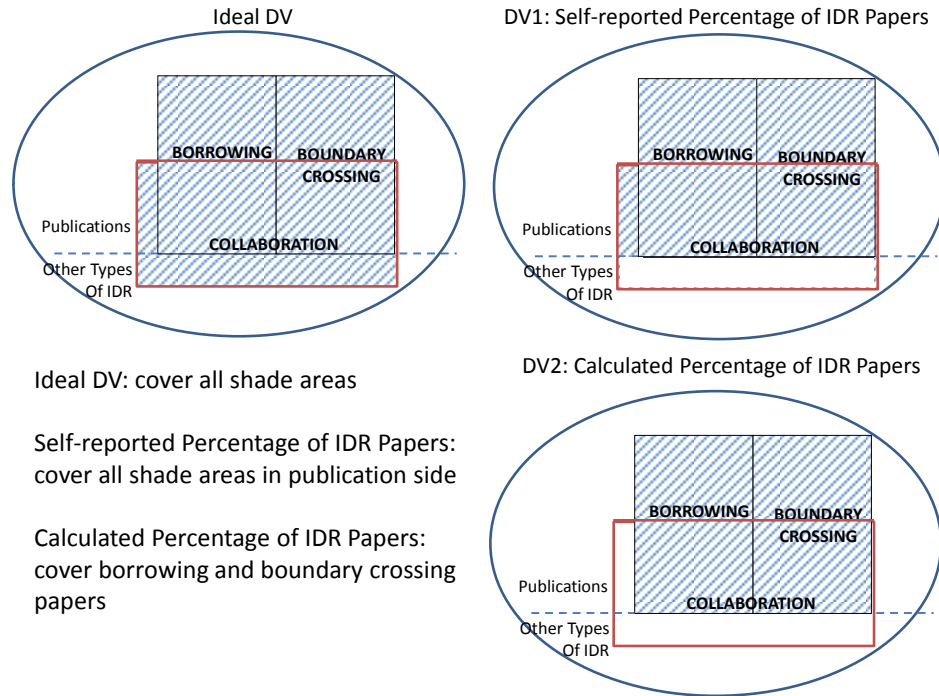 Ideal DV
BORROWING
BOUNDARY
CROSSING
Publications
COLLABORATION
Other Types
Of IDR
DV1: Self-reported Percentage of IDR Papers
BORROWING
BOUNDARY
CROSSING
Publications
COLLABORATION
Other Types
Of IDR
Ideal DV: cover all shade areas
Self-reported Percentage of IDR Papers:
cover all shade areas in publication side
Calculated Percentage of IDR Papers:
cover borrowing and boundary crossing
papers
DV2: Calculated Percentage of IDR Papers
BORROWING
BOUNDARY
CROSSING
Publications
COLLABORATION
Other Types
Of IDR